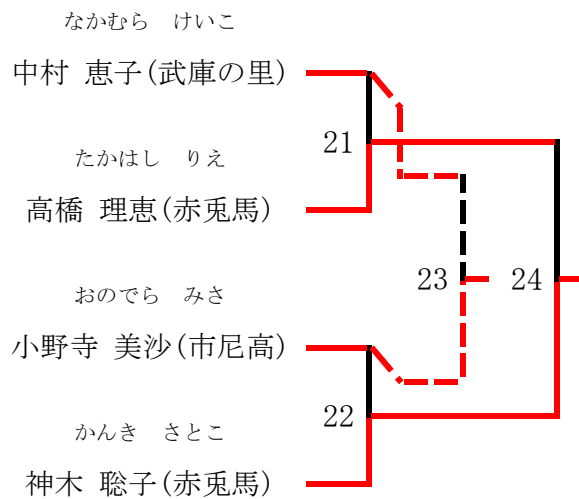 なかむら けいこ
中村 恵子(武庫の里)
21
たかはし りえ
高橋 理恵(赤兎馬)
23 24
おのでら みさ
小野寺 美沙(市尼高)
22
かんき さとこ
神木 聡子(赤兎馬)